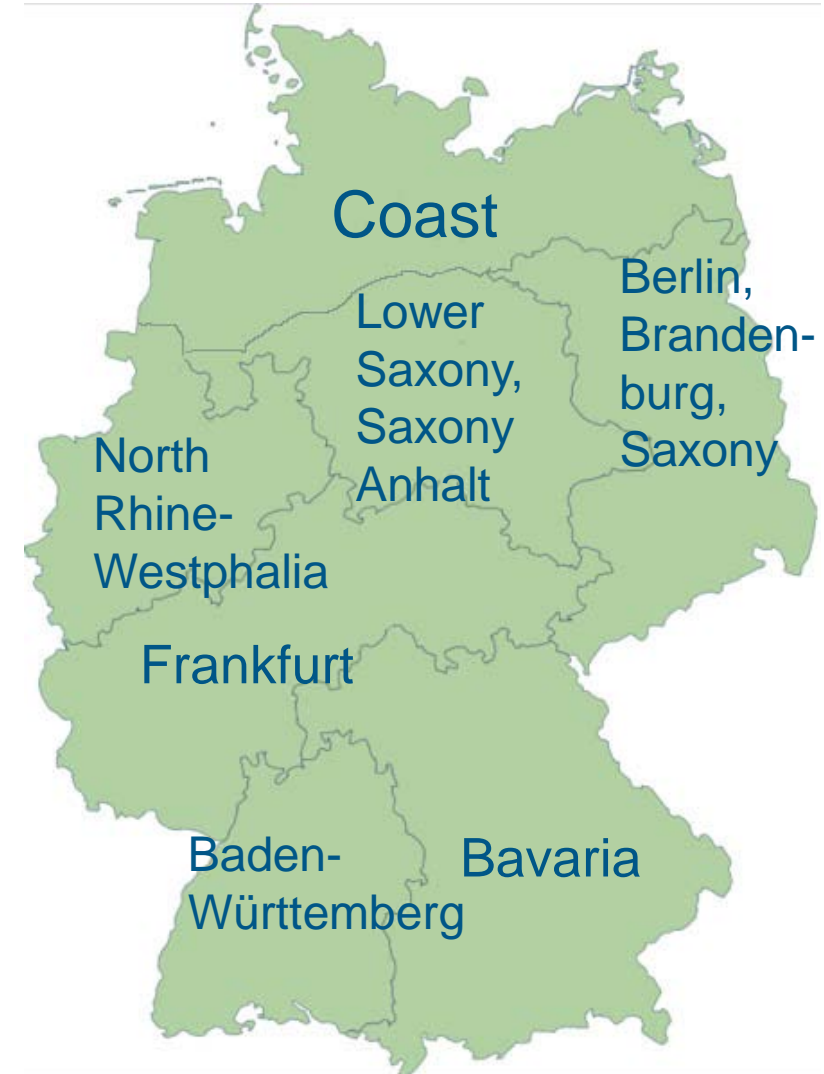 Coast
Berlin,
Branden-
burg,
Saxony
Lower
Saxony,
Saxony
Anhalt
North
Rhine-
Westphalia
Frankfurt
Baden-
Württemberg
Bavaria